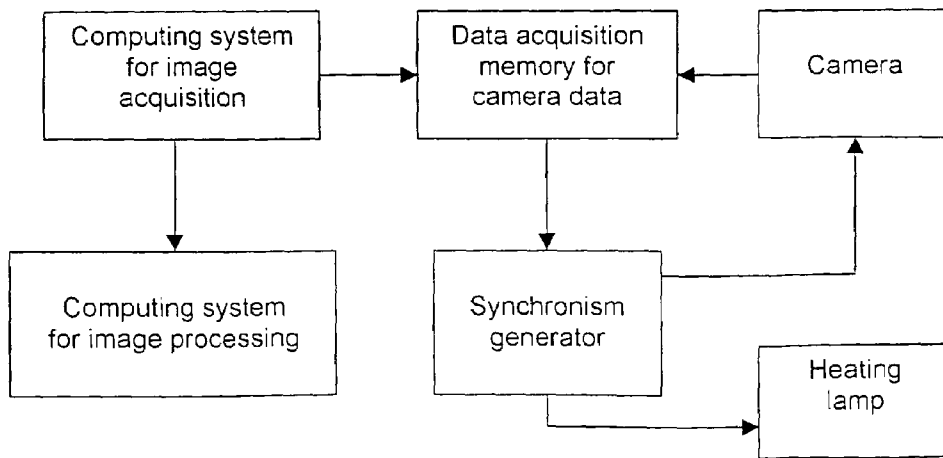 Computing system
for image
acquisition
Data acquisition
memory for
camera data
Camera
Computing system
for image processing
Synchronism
generator
Heating
lamp